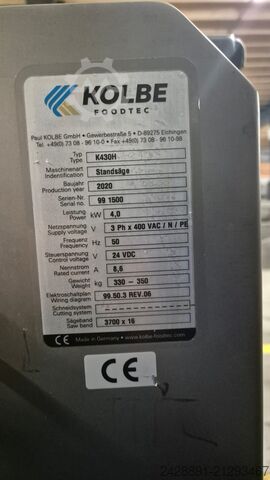 KOLBE
FOODTEC
Paul KOLBE GmbH • Gewerbestraße 5 • D-89275 Elchingen
Tel. +49(0) 73 08 - 96 10-0 • Fax +49(0) 73 08 - 96 10-98
Typ
Type
K430H
Maschinenart
Indentification
Standsäge
Baujahr
Production year
2020
Serien-Nr
Serial no.
99 1500
Leistung
Power
kW
4,0
Netzspannung
Supply voltage
V
3 Ph x 400 VAC / N / PE
Frequenz
Frequency
Hz
50
Steuerspannung
Control voltage
V
24 VDC
Nennstrom
Rated current
A
8,6
Gewicht
Weight
kg
330 – 350
Elektroschaltplan
Wiring diagram
99.50.3 REV.06
Schneidsystem
Cutting system
Sägeband
Saw band
3700 x 16
CE
Made in Germany • www.kolbe-foodtec.com
CE
2428891-21293467